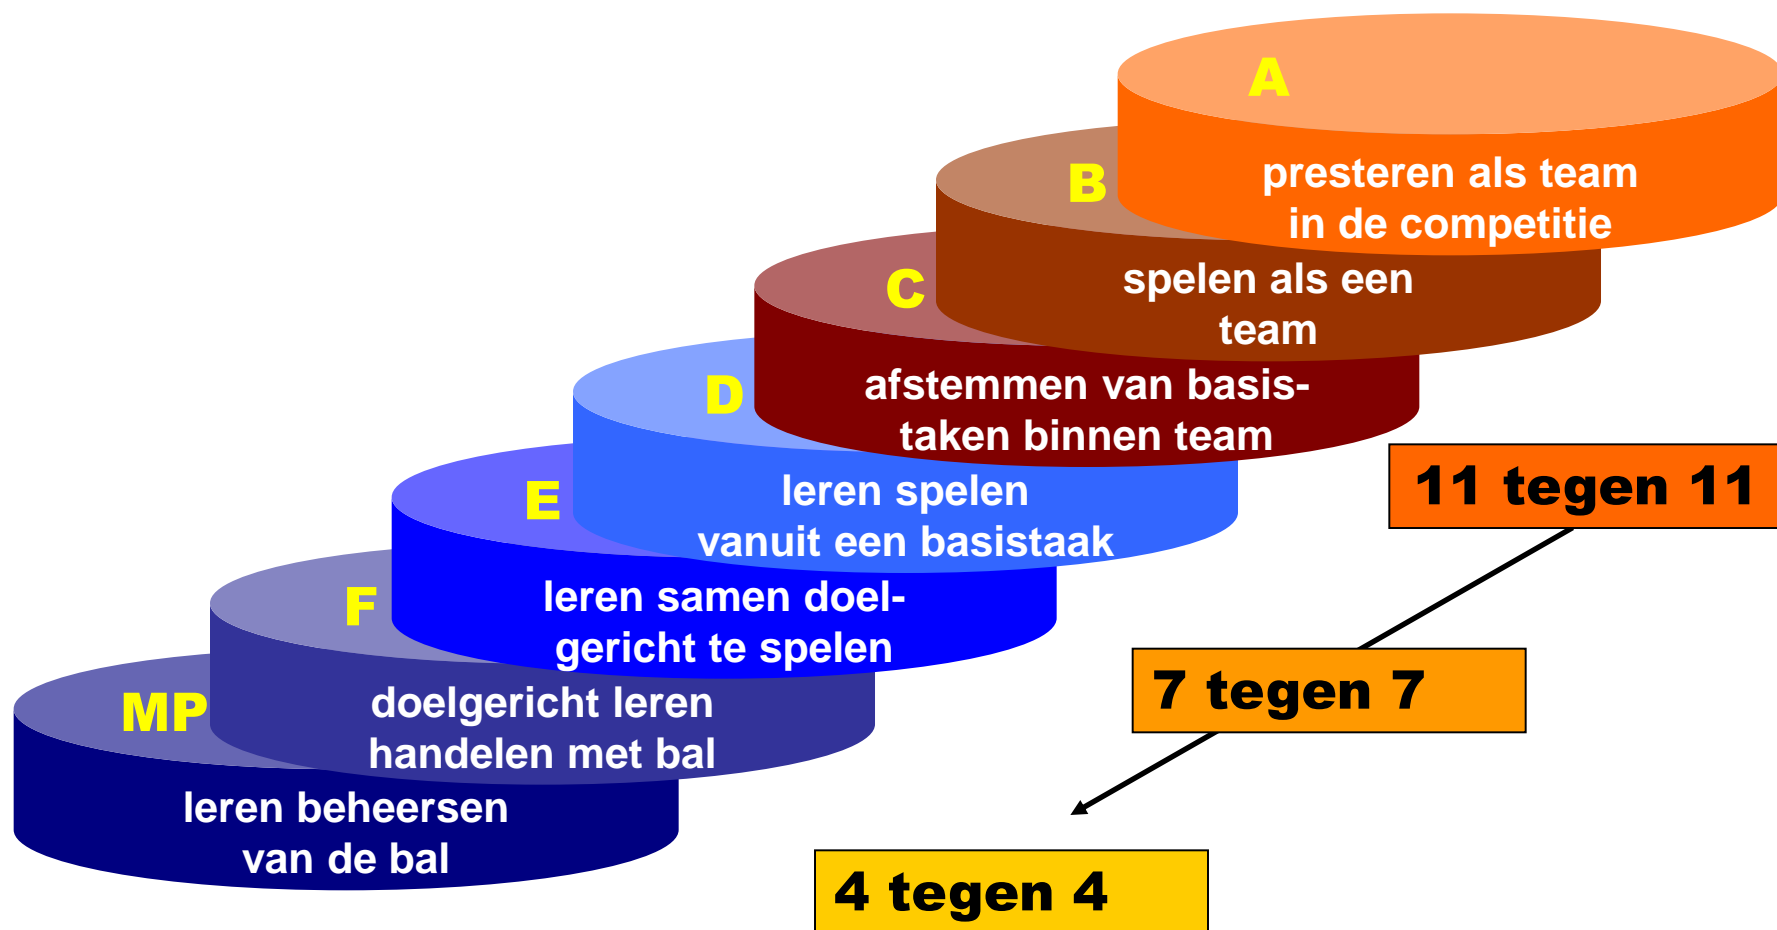 A
presteren als team
in de competitie
B
spelen als een
team
C
afstemmen van basis-
taken binnen team
D
leren spelen
vanuit een basistaak
E
leren samen doel-
gericht te spelen
F
doelgericht leren
handelen met bal
MP
leren beheersen
van de bal
11 tegen 11
7 tegen 7
4 tegen 4